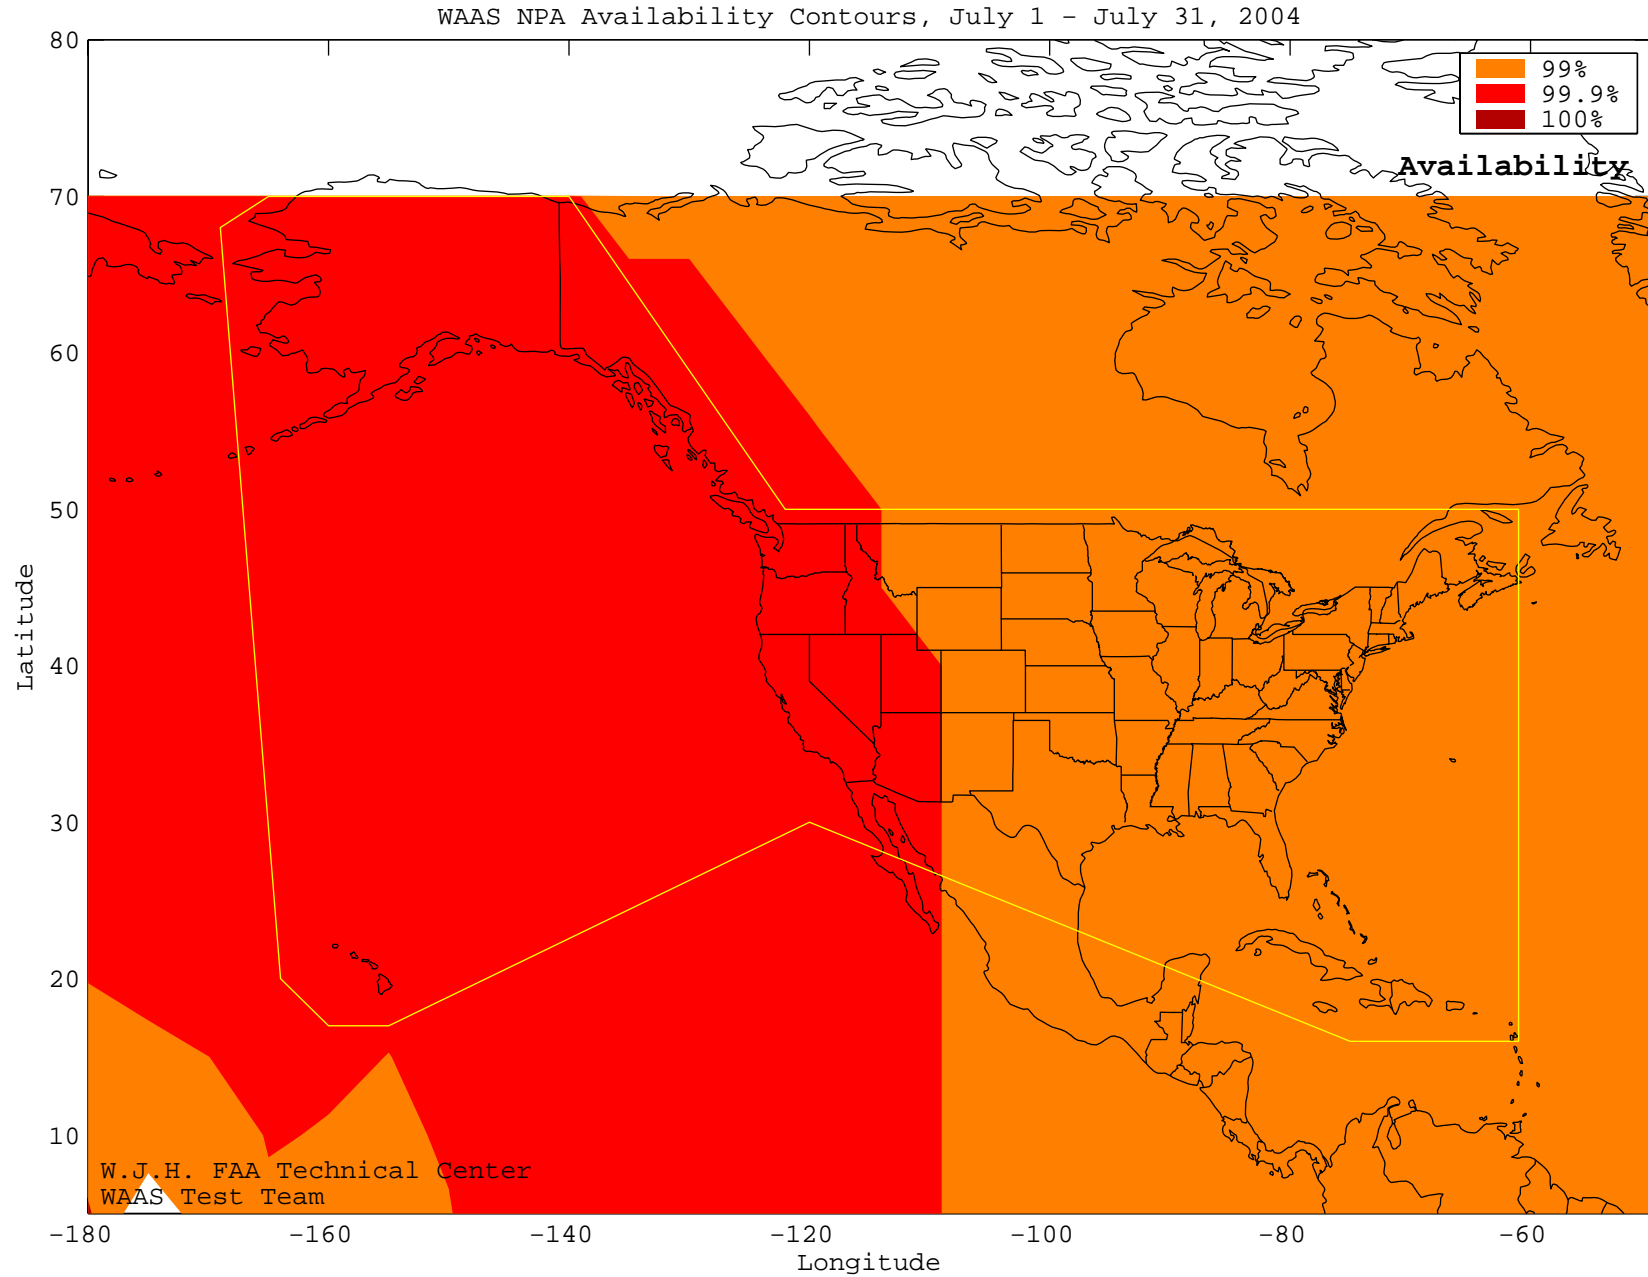 WAAS NPA Availability Contours, July 1 - July 31, 2004
80
70
60
50
40
30
20
10
Latitude
99%
99.9%
100%
Availability
W.J.H. FAA Technical Center
WAAS Test Team
-180 -160 -140 -120 -100 -80 -60
Longitude